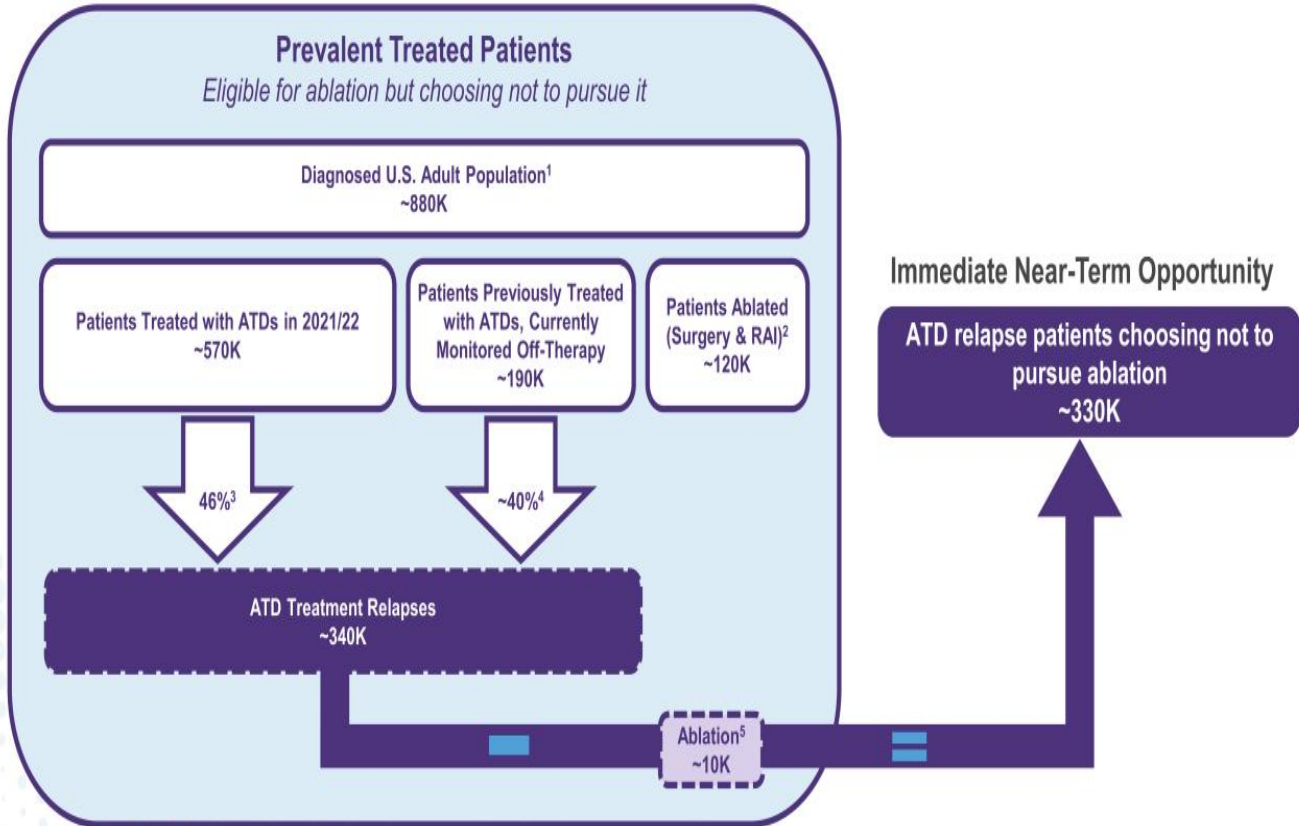 Prevalent Treated Patients
Eligible for ablation but choosing not to pursue it
Diagnosed U.S. Adult Population¹
~880K
Patients Treated with ATDs in 2021/22
~570K
Patients Previously Treated
with ATDs, Currently
Monitored Off-Therapy
~190K
Patients Ablated
(Surgery & RAI)²
~120K
46%³
~40%⁴
ATD Treatment Relapses
~340K
Ablation⁵
~10K
Immediate Near-Term Opportunity
ATD relapse patients choosing not to
pursue ablation
~330K